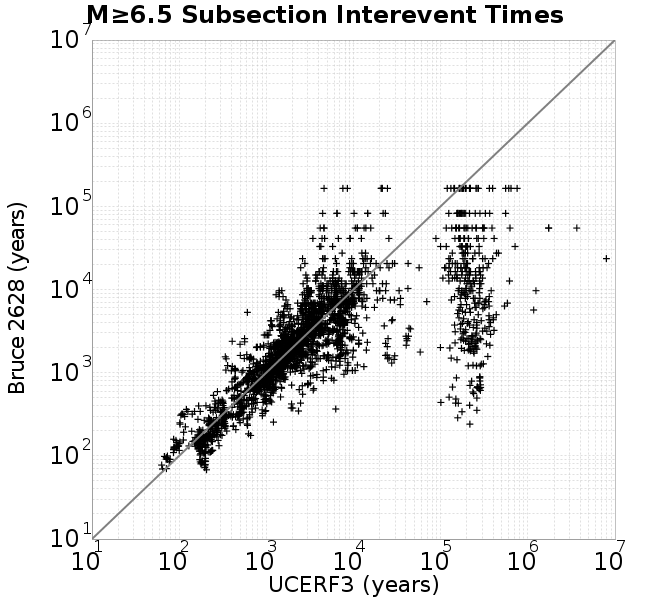 M≥6.5 Subsection Interevent Times
10^7
10^6
10^5
10^4
10^3
10^2
10^1
Bruce 2628 (years)
10^1 10^2 10^3 10^4 10^5 10^6 10^7
UCERF3 (years)